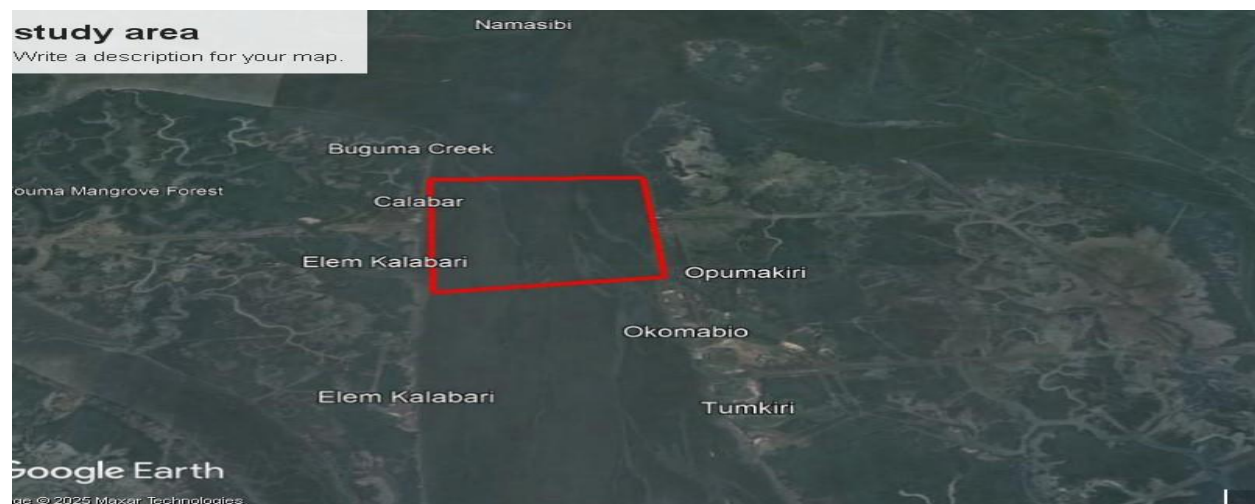 study area
Write a description for your map.
Namasibi
Buguma Creek
ouma Mangrove Forest
Calabar
Elem Kalabari
Opumakiri
Okomabio
Elem Kalabari
Tumkiri
Google Earth
ge © 2025 Maxar Technologies